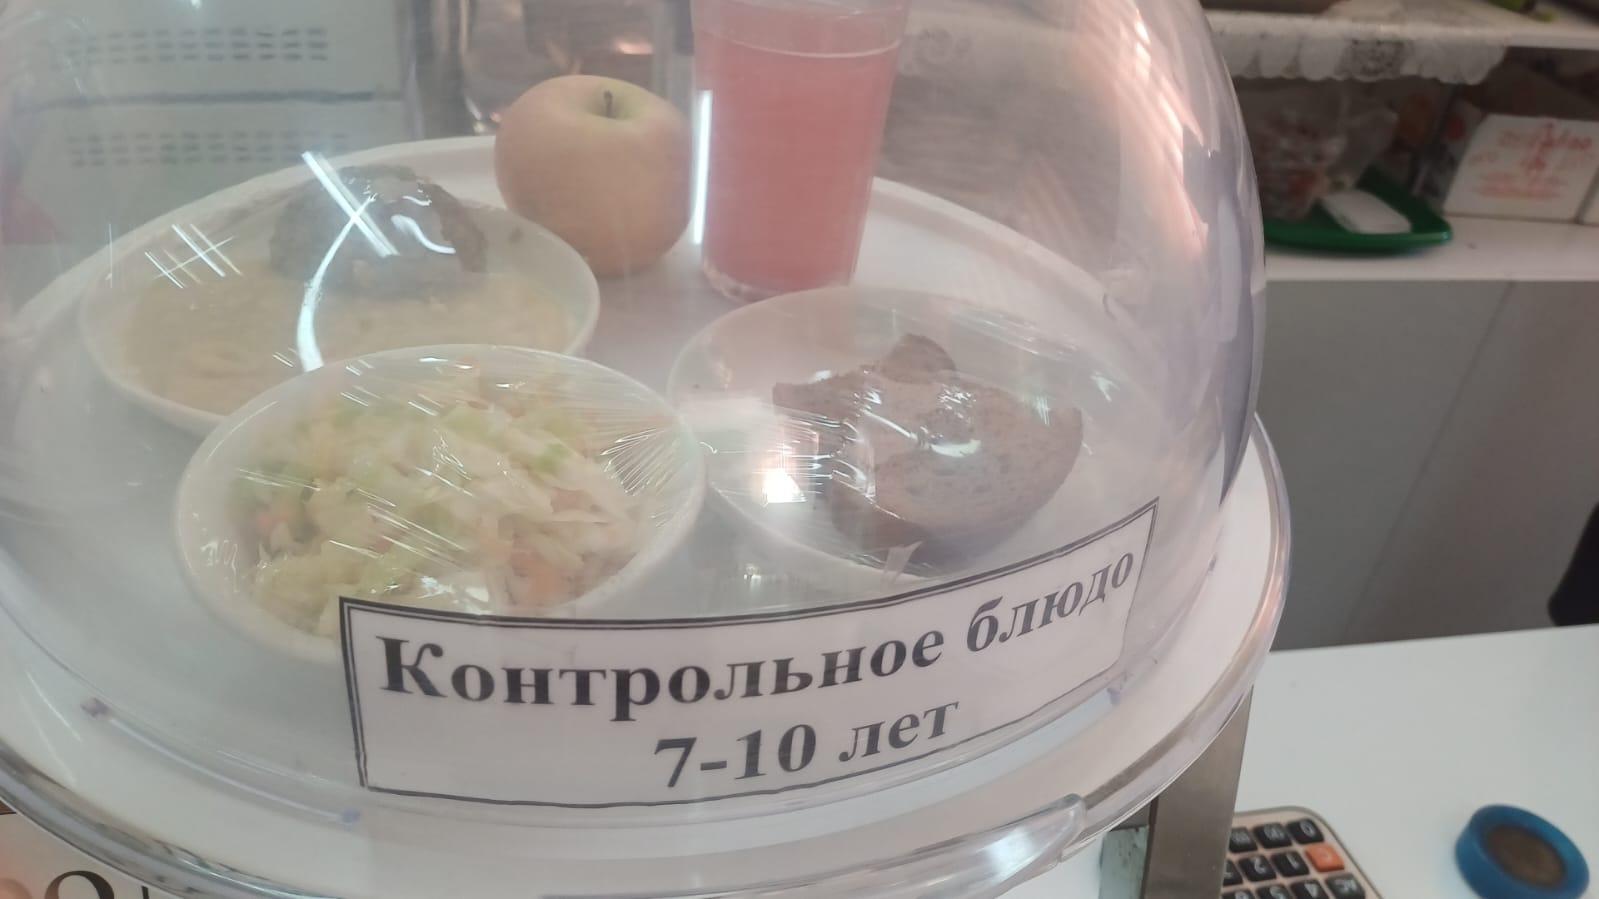 Контрольное блюдо
7-10 лет